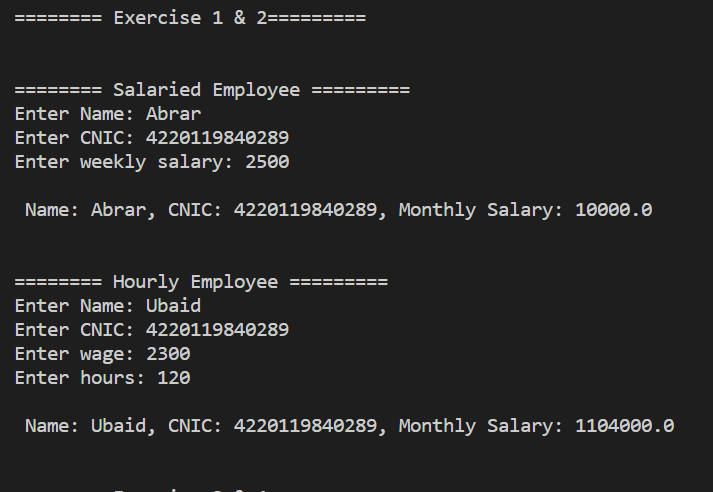 ======== Exercise 1 & 2=========
======== Salaried Employee =========
Enter Name: Abrar
Enter CNIC: 4220119840289
Enter weekly salary: 2500
Name: Abrar, CNIC: 4220119840289, Monthly Salary: 10000.0
======== Hourly Employee =========
Enter Name: Ubaid
Enter CNIC: 4220119840289
Enter wage: 2300
Enter hours: 120
Name: Ubaid, CNIC: 4220119840289, Monthly Salary: 1104000.0